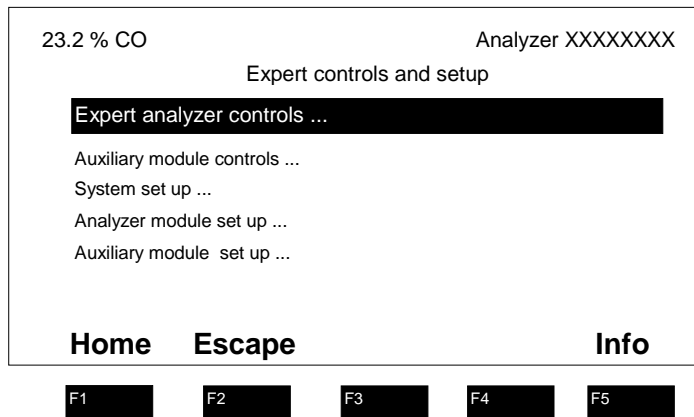 23.2 % CO Analyzer XXXXXXXX
Expert controls and setup
Expert analyzer controls ...
Auxiliary module controls ...
System set up ...
Analyzer module set up ...
Auxiliary module set up ...
Home Escape Info
F1 F2 F3 F4 F5